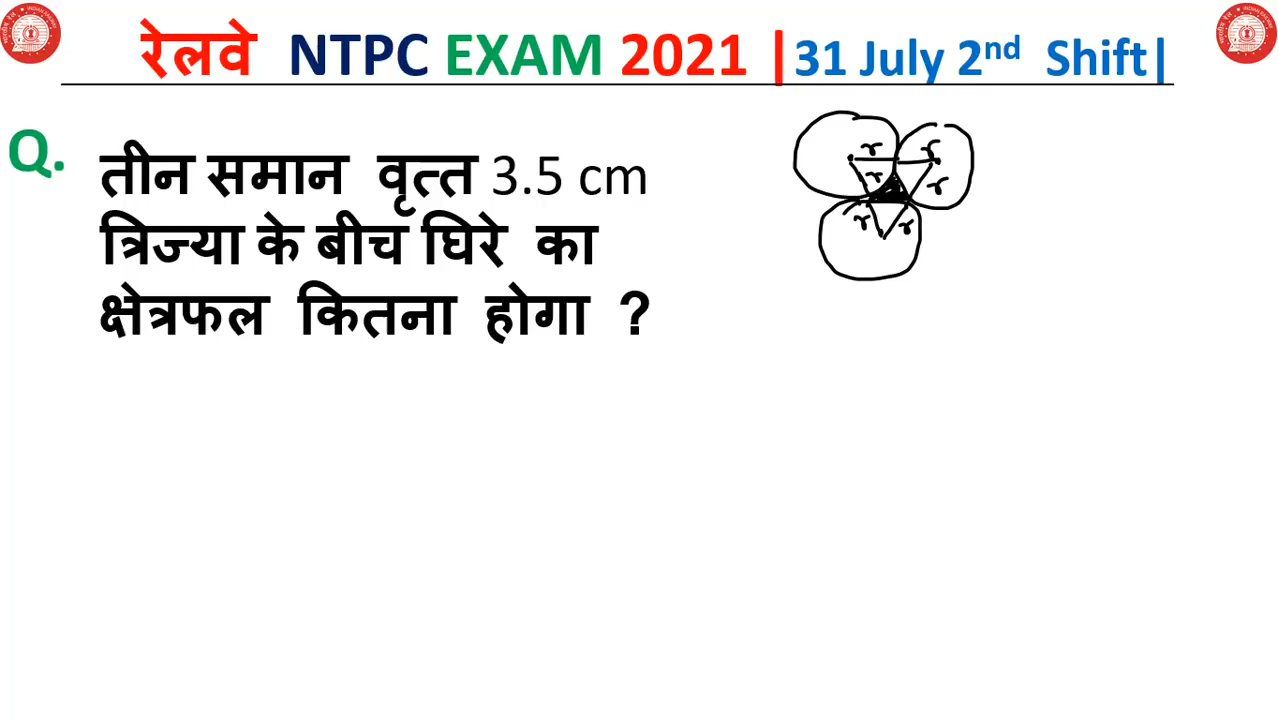 रेलवे NTPC EXAM 2021 | 31 July 2nd Shift|
Q. तीन समान वृत्त 3.5 cm
त्रिज्या के बीच घिरे का
क्षेत्रफल कितना होगा ?
r r
r r
r r